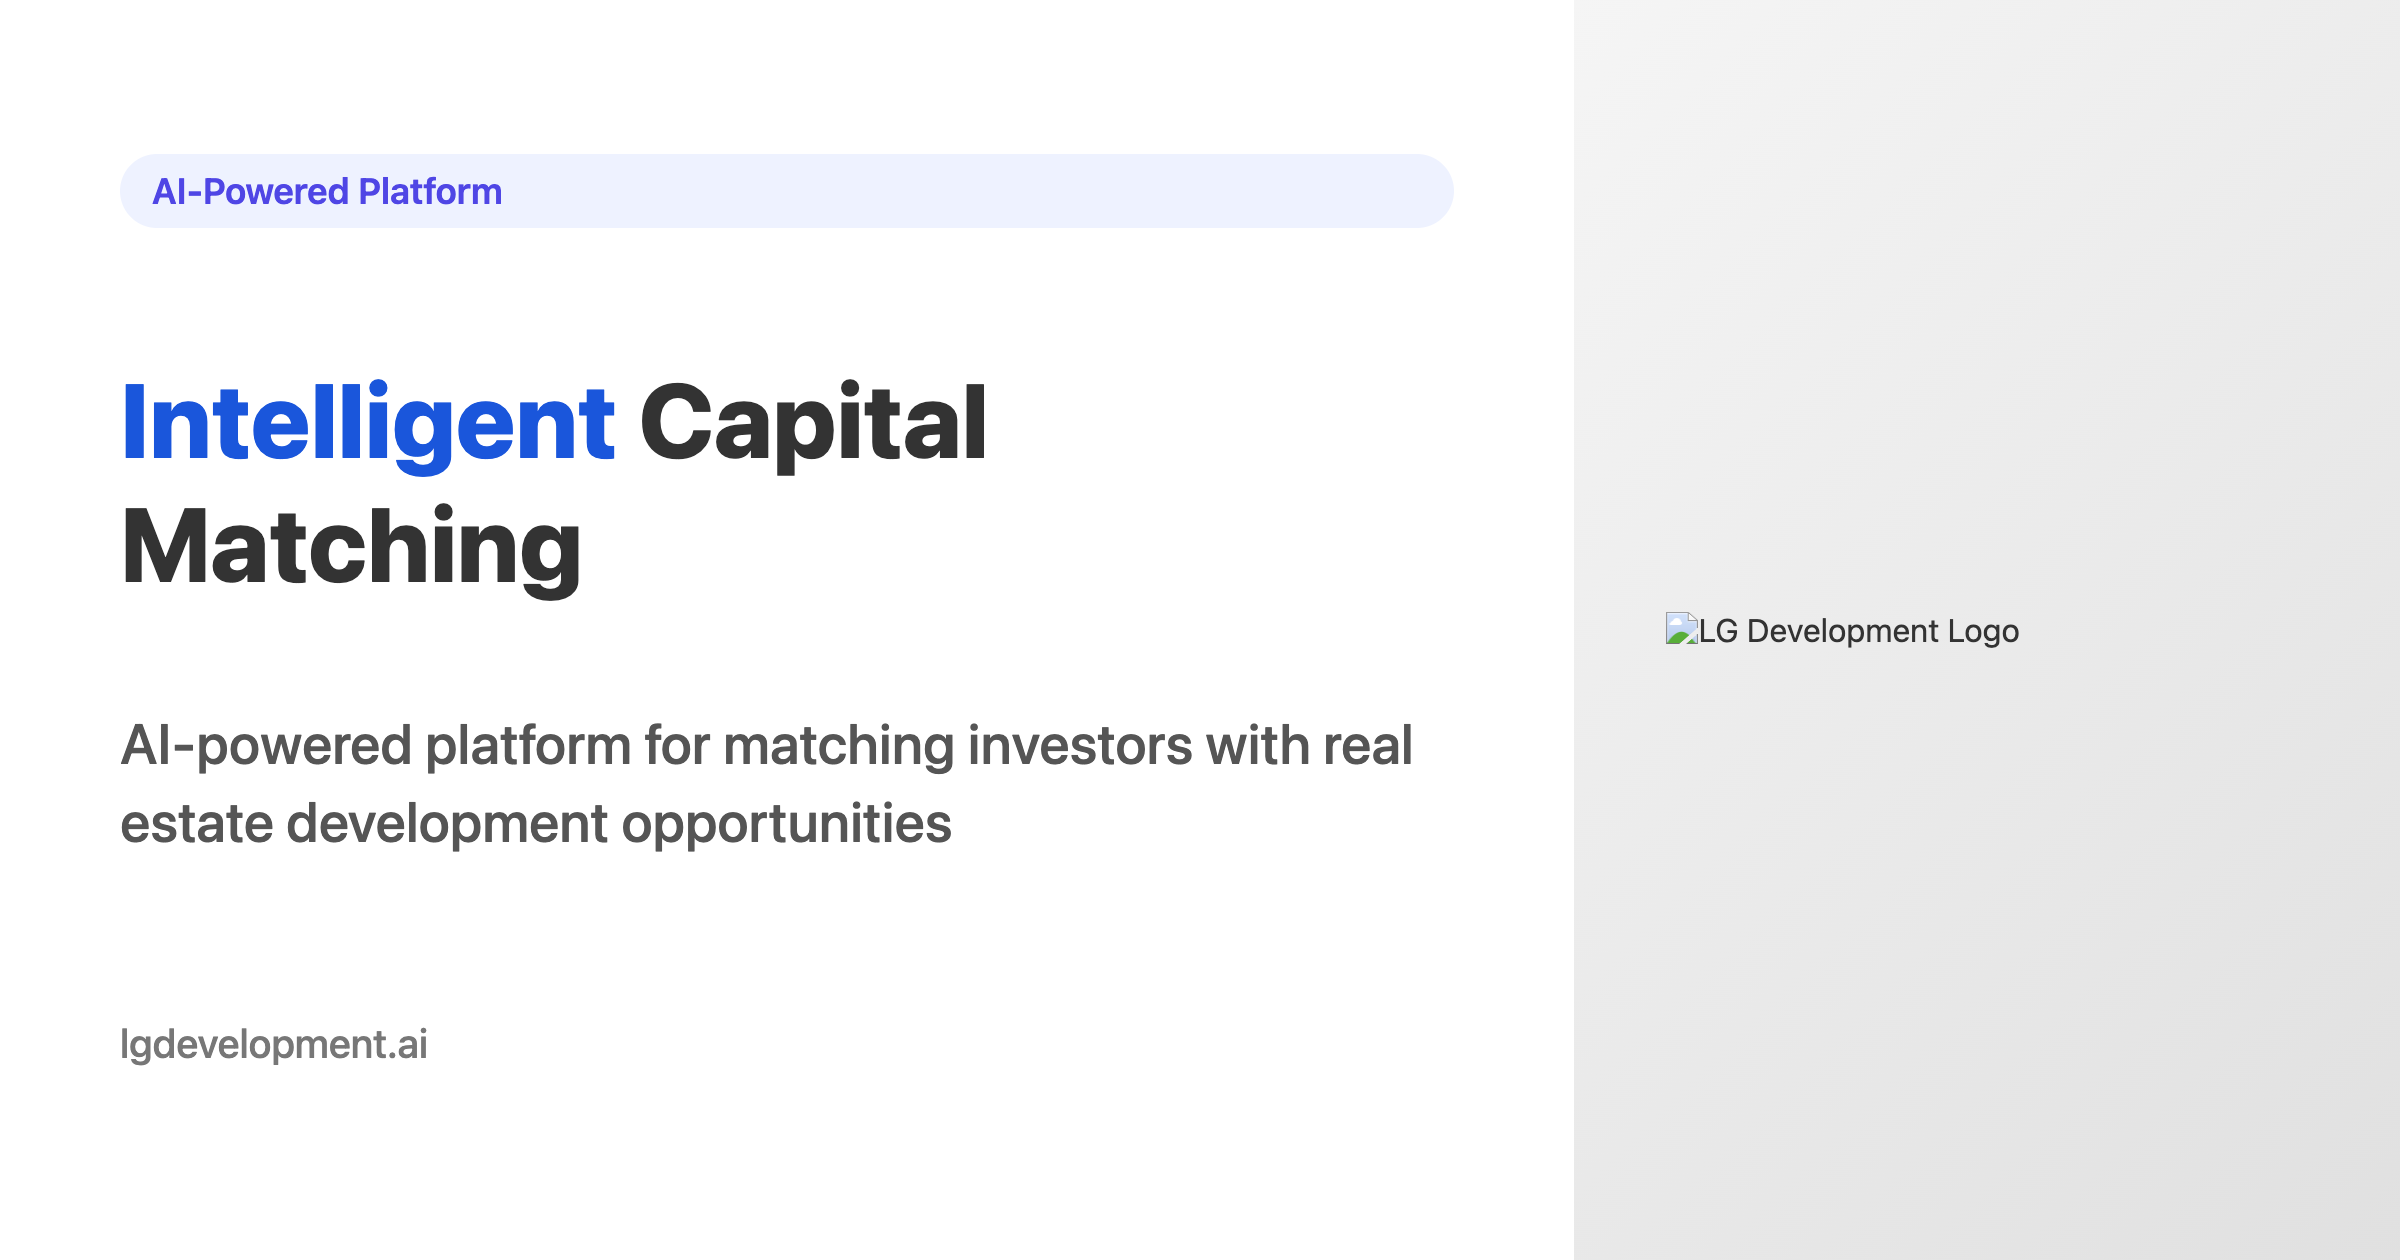 AI-Powered Platform
Intelligent Capital
Matching
AI-powered platform for matching investors with real
estate development opportunities
lgdevelopment.ai
LG Development Logo